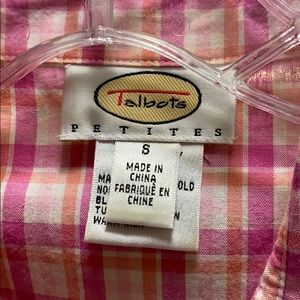 Talbots
PETITES
S
MADE IN
CHINA
FABRIQUÉ EN
CHINE